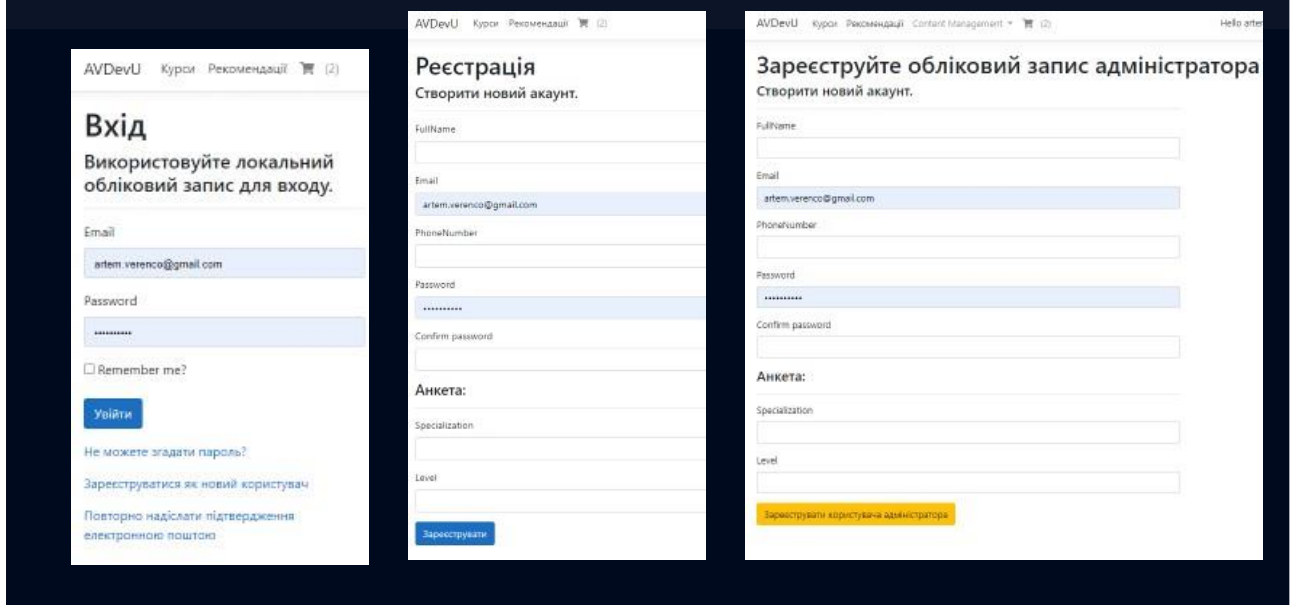 AVDevU Курси Рекомендації (2)
Вхід
Використовуйте локальний
обліковий запис для входу.
Email
artem.verenco@gmail.com
Password
••••••••••
Remember me?
Увійти
Не можете згадати пароль?
Зареєструватися як новий користувач
Повторно надіслати підтвердження
електронною поштою
AVDevU Курси Рекомендації (2)
Реєстрація
Створити новий акаунт.
FullName
Email
artem.verenco@gmail.com
PhoneNumber
Password
••••••••••
Confirm password
Анкета:
Specialization
Level
Зареєструвати
AVDevU Курси Рекомендації Content Management (2) Hello arter
Зареєструйте обліковий запис адміністратора
Створити новий акаунт.
FullName
Email
artem.verenco@gmail.com
PhoneNumber
Password
••••••••••
Confirm password
Анкета:
Specialization
Level
Зареєструвати користувача адміністратора